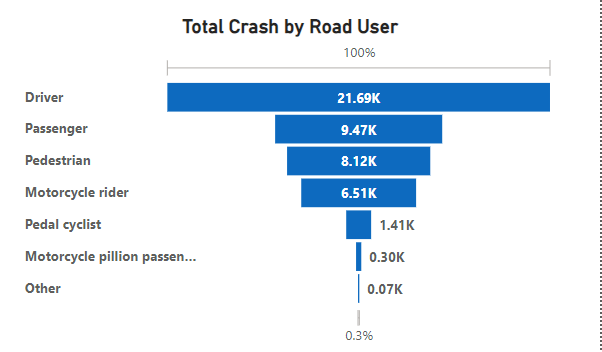 Total Crash by Road User
100%
Driver 21.69K
Passenger 9.47K
Pedestrian 8.12K
Motorcycle rider 6.51K
Pedal cyclist 1.41K
Motorcycle pillion passen... 0.30K
Other 0.07K
0.3%